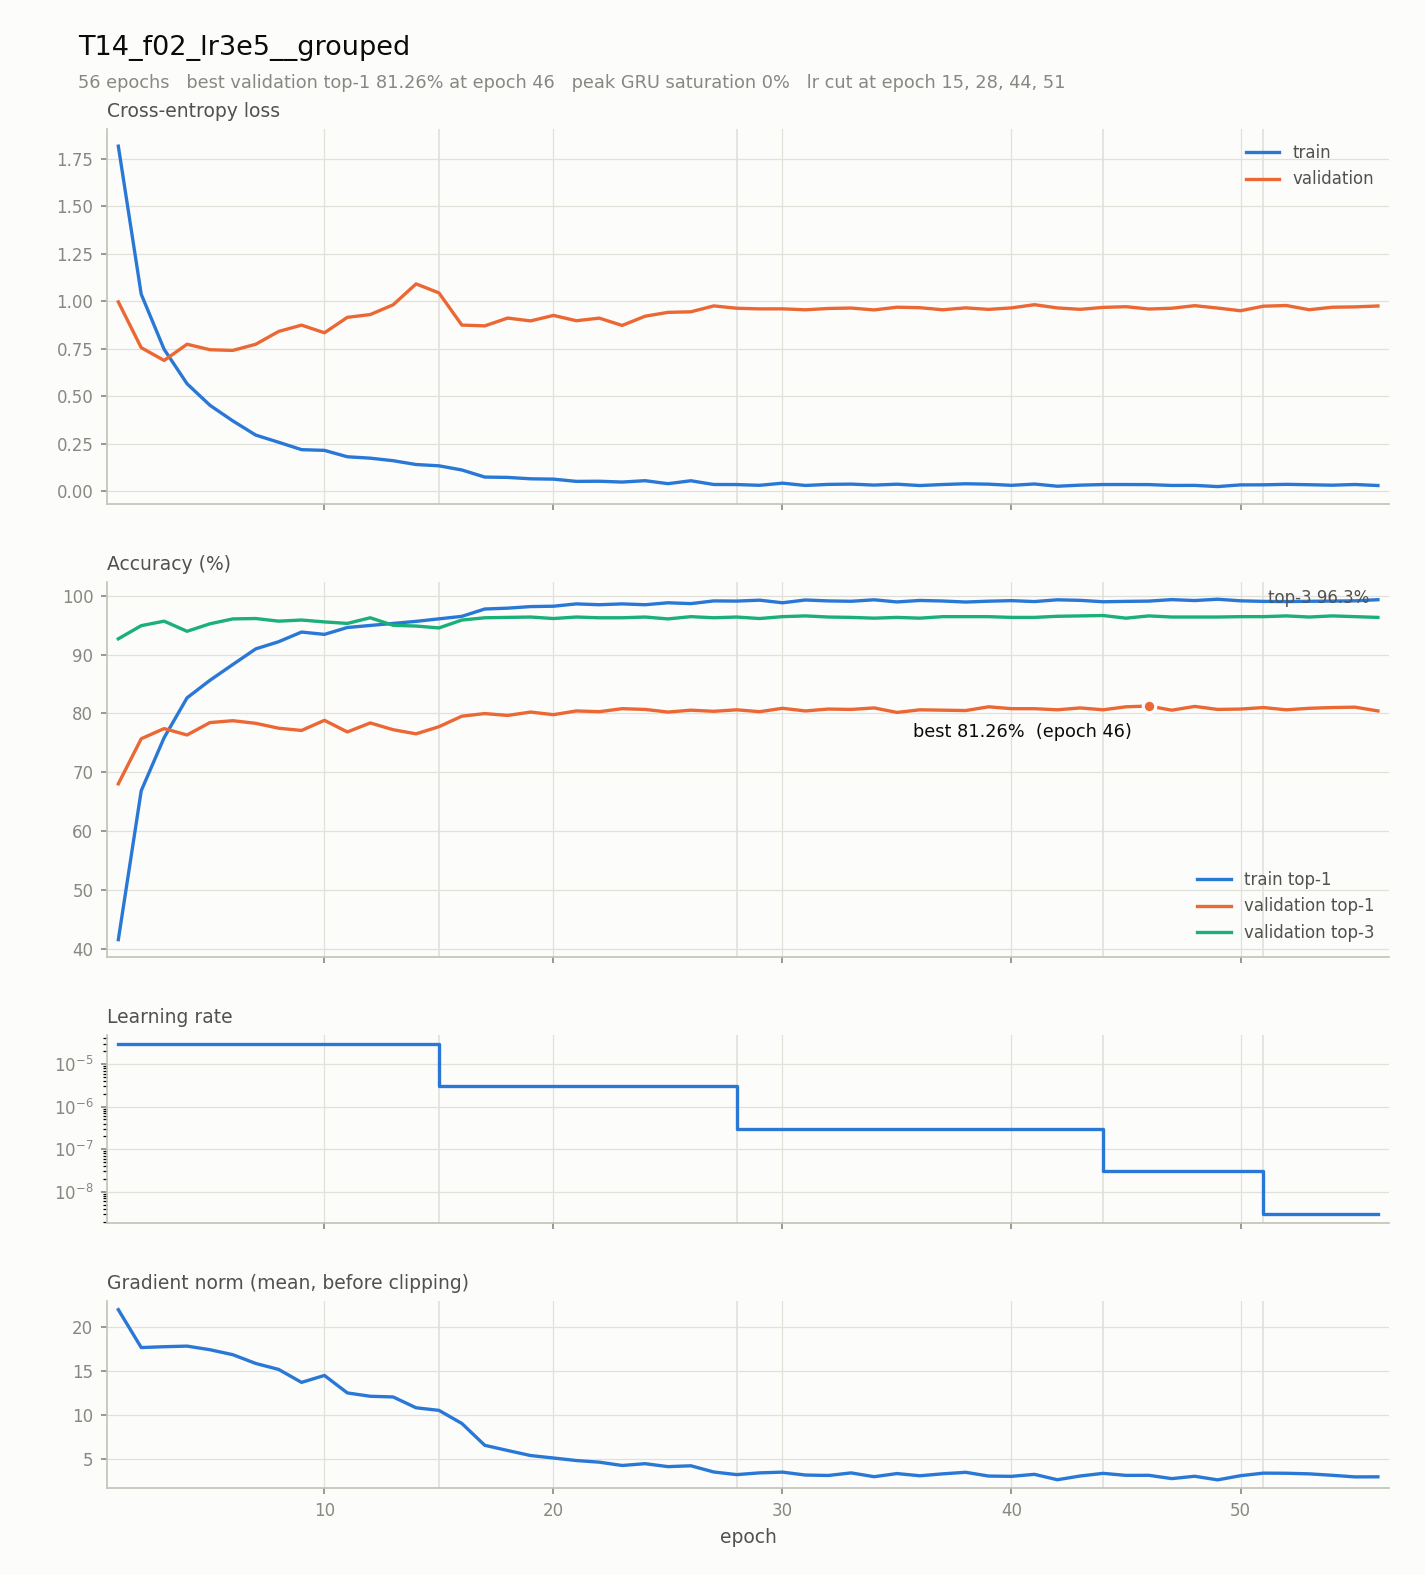 T14_f02_lr3e5__grouped
56 epochs   best validation top-1 81.26% at epoch 46   peak GRU saturation 0%   lr cut at epoch 15, 28, 44, 51
Cross-entropy loss
train
validation
1.75
1.50
1.25
1.00
0.75
0.50
0.25
0.00
Accuracy (%)
100
90
80
70
60
50
40
top-3 96.3%
best 81.26%  (epoch 46)
train top-1
validation top-1
validation top-3
Learning rate
10⁻⁵
10⁻⁶
10⁻⁷
10⁻⁸
Gradient norm (mean, before clipping)
20
15
10
5
10 20 30 40 50
epoch